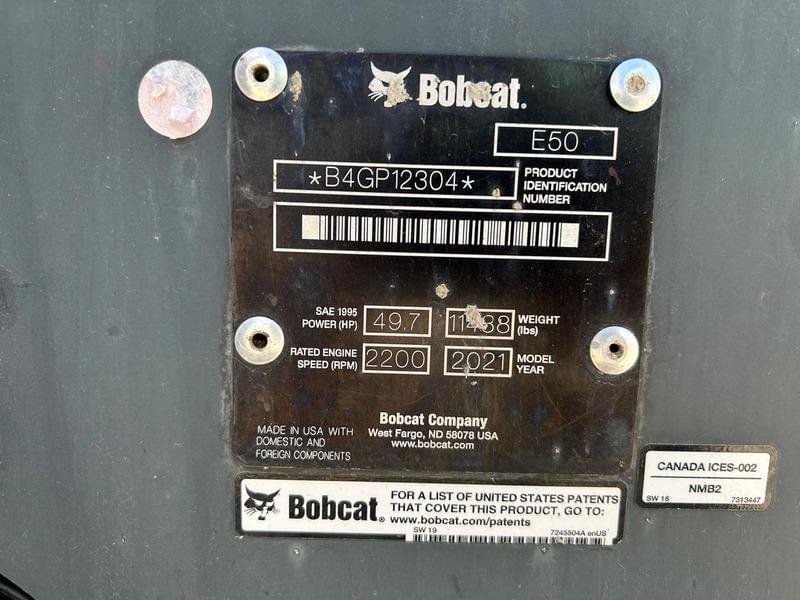 Bobcat.
E50
*B4GP12304*
PRODUCT
IDENTIFICATION
NUMBER
SAE 1995
POWER (HP)
49.7
WEIGHT
(lbs)
RATED ENGINE
SPEED (RPM)
2200
2021
MODEL
YEAR
Bobcat Company
West Fargo, ND 58078 USA
www.bobcat.com
MADE IN USA WITH
DOMESTIC AND
FOREIGN COMPONENTS
CANADA ICES-002
NMB2
SW 16 7313447
Bobcat®
FOR A LIST OF UNITED STATES PATENTS
THAT COVER THIS PRODUCT, GO TO:
www.bobcat.com/patents
SW 19 7245504A enUS